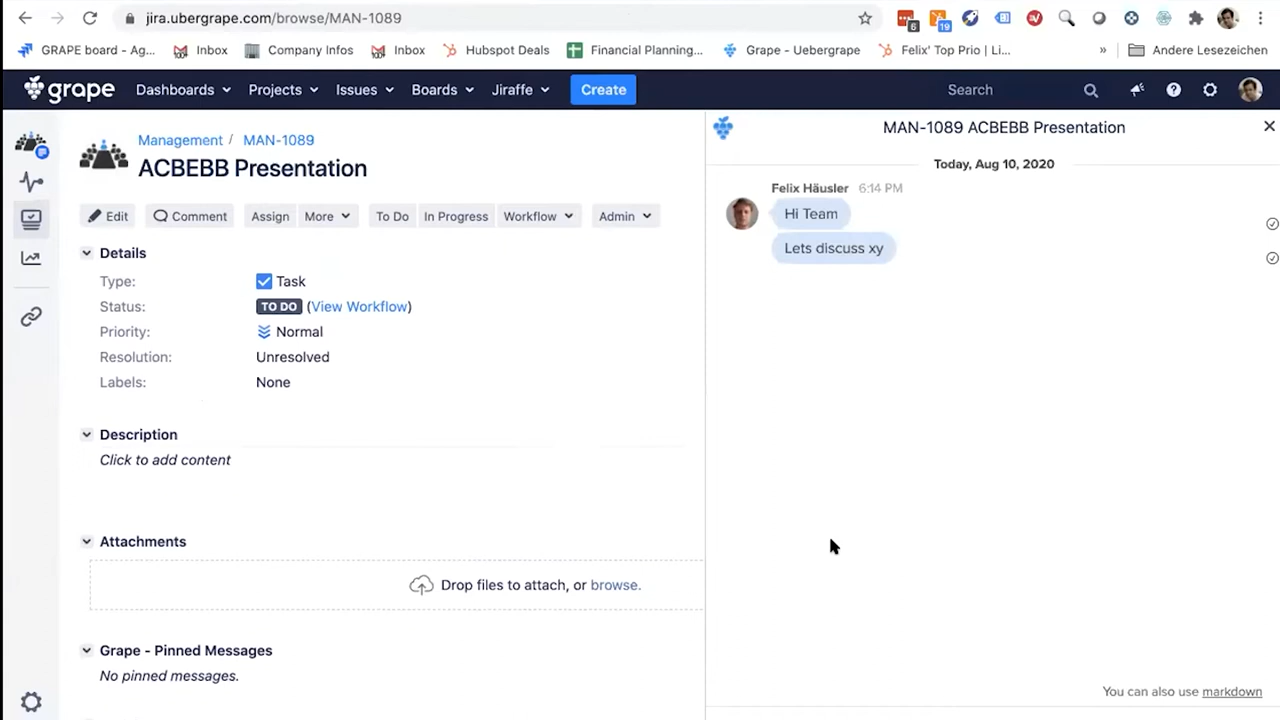 jira.ubergrape.com/browse/MAN-1089
6
19
GRAPE board - Ag...
Inbox
Company Infos
Inbox
Hubspot Deals
Financial Planning...
Grape - Uebergrape
Felix' Top Prio | Li...
»
Andere Lesezeichen
grape
Dashboards
Projects
Issues
Boards
Jiraffe
Create
Search
Management / MAN-1089
ACBEBB Presentation
Edit
Comment
Assign
More
To Do
In Progress
Workflow
Admin
Details
Type: Task
Status: TO DO (View Workflow)
Priority: Normal
Resolution: Unresolved
Labels: None
Description
Click to add content
Attachments
Drop files to attach, or browse.
Grape - Pinned Messages
No pinned messages.
MAN-1089 ACBEBB Presentation
Today, Aug 10, 2020
Felix Häusler 6:14 PM
Hi Team
Lets discuss xy
You can also use markdown